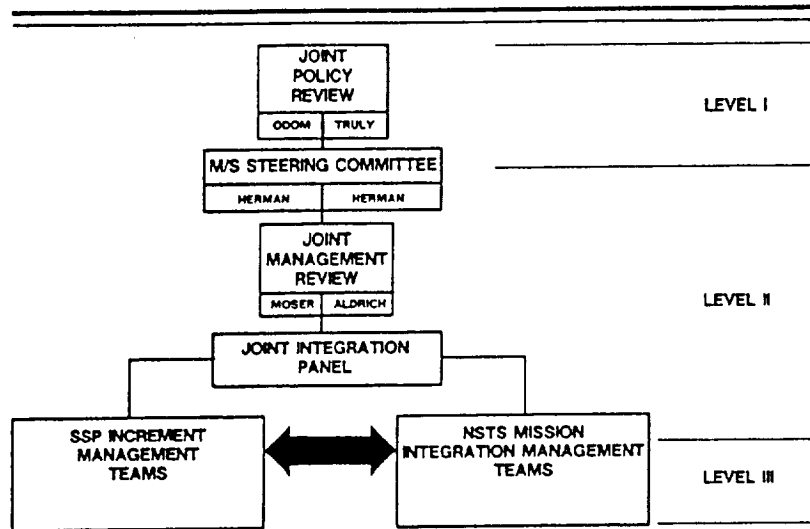 JOINT
POLICY
REVIEW
ODOM TRULY
LEVEL I
M/S STEERING COMMITTEE
HERMAN HERMAN
JOINT
MANAGEMENT
REVIEW
MOSER ALDRICH
LEVEL II
JOINT INTEGRATION
PANEL
SSP INCREMENT
MANAGEMENT
TEAMS
NSTS MISSION
INTEGRATION MANAGEMENT
TEAMS
LEVEL III